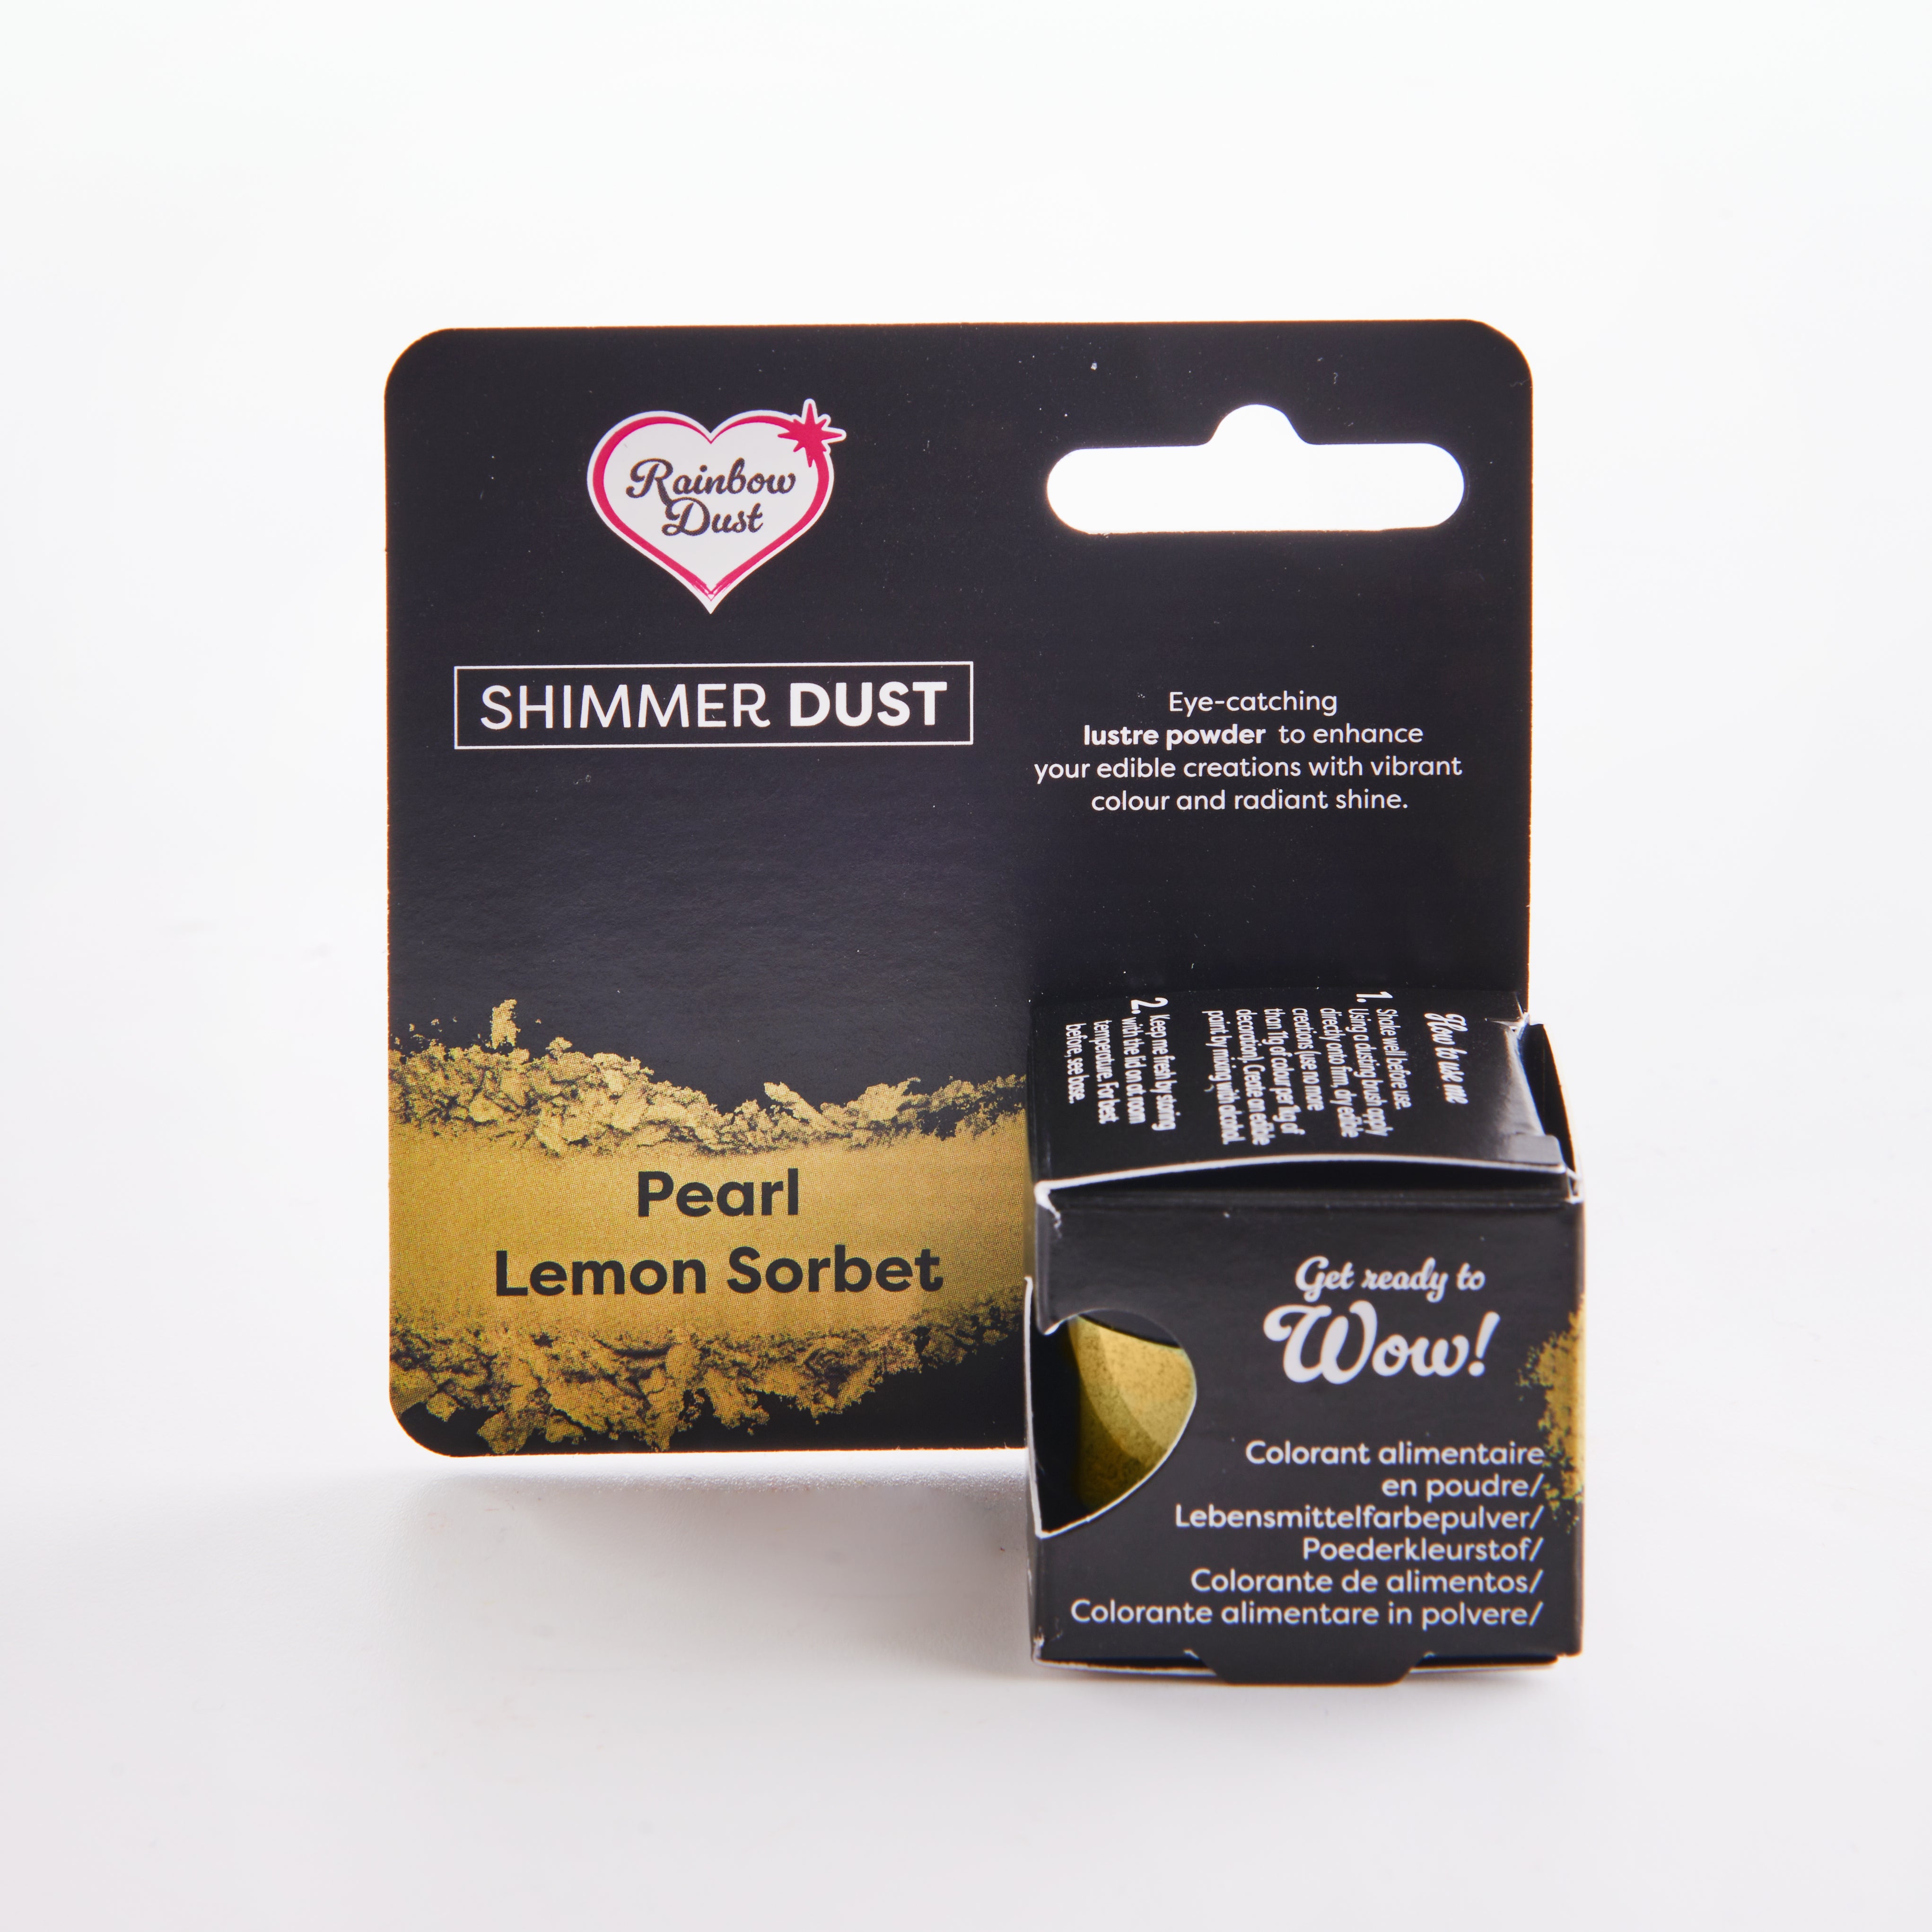 Rainbow
Dust
SHIMMER DUST
Eye-catching
lustre powder to enhance
your edible creations with vibrant
colour and radiant shine.
Pearl
Lemon Sorbet
How to use me
1. Shake well before use.
Using a dusting brush apply
directly onto firm, dry edible
creations (use no more
than 11g of colour per 1kg of
decoration). Create an edible
paint by mixing with alcohol.
2. Keep me fresh by storing
with the lid on at room
temperature. For best
before, see base.
Get ready to
Wow!
Colorant alimentaire
en poudre/
Lebensmittelfarbepulver/
Poederkleurstof/
Colorante de alimentos/
Colorante alimentare in polvere/